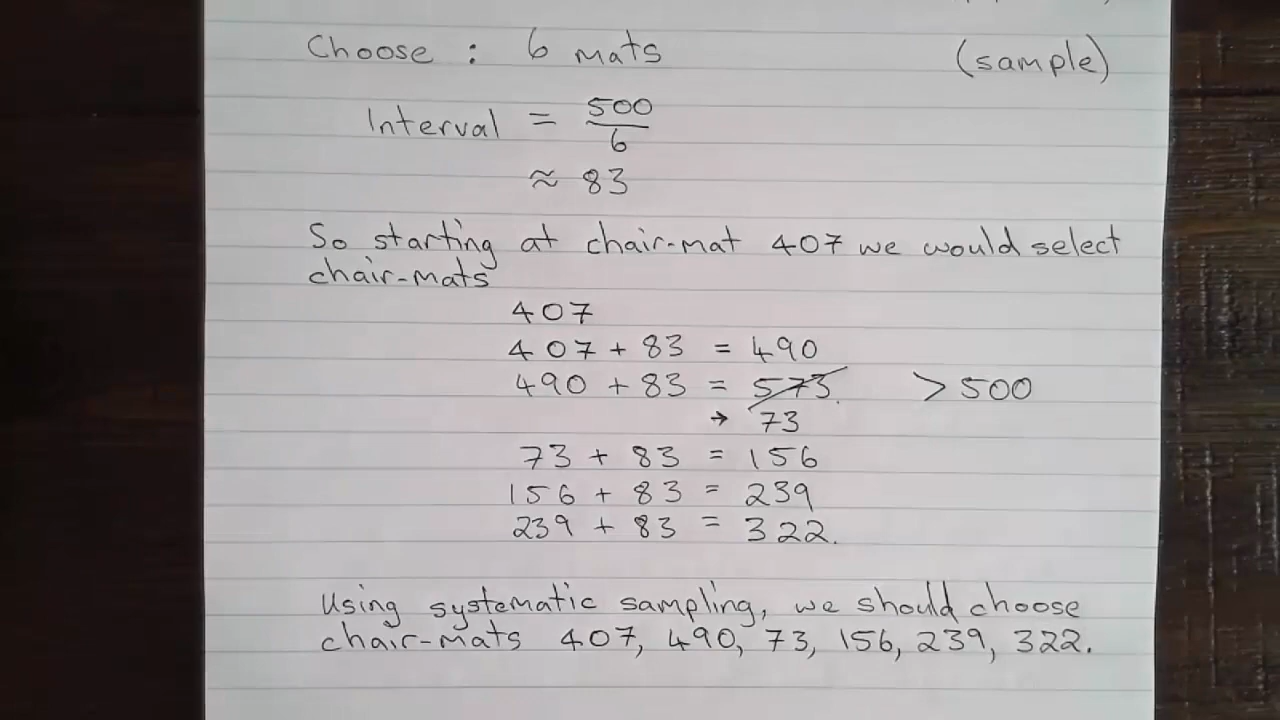 Choose : 6 mats (sample)
Interval = 500/6
≈ 83
So starting at chair-mat 407 we would select
chair-mats
407
407 + 83 = 490
490 + 83 = 573 > 500
→ 73
73 + 83 = 156
156 + 83 = 239
239 + 83 = 322.
Using systematic sampling, we should choose
chair-mats 407, 490, 73, 156, 239, 322.